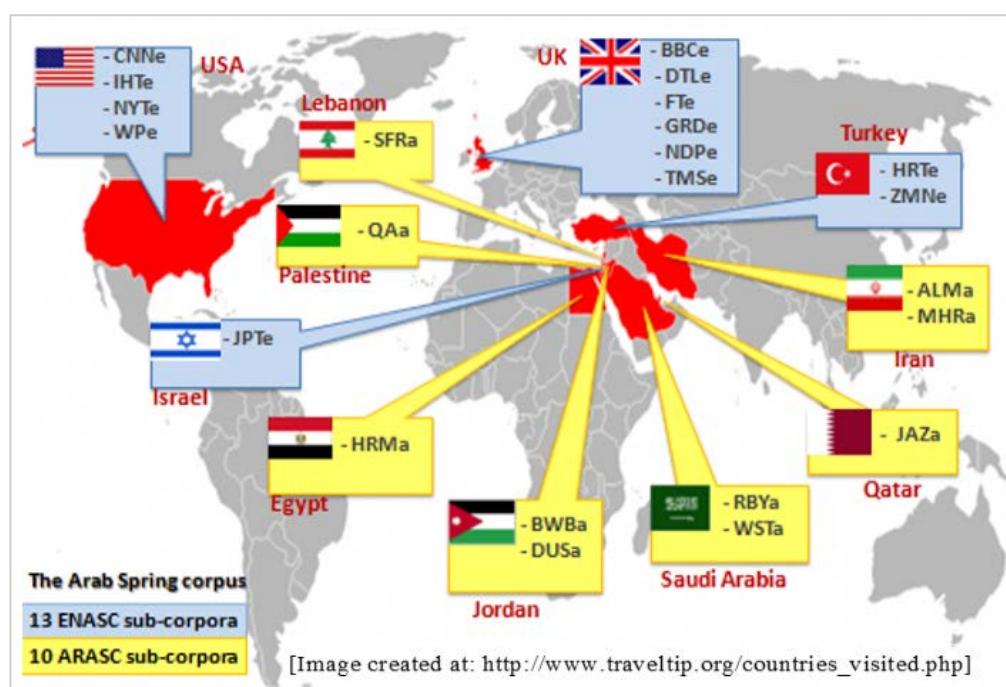 USA
- CNNe
- IHTe
- NYTe
- WPe
UK
- BBCe
- DTLe
- FTe
- GRDe
- NDPe
- TMSe
Lebanon
- SFRa
Turkey
- HRTe
- ZMNe
- QAa
Palestine
- ALMa
- MHRa
Iran
- JPTe
Israel
- JAZa
Qatar
- HRMa
Egypt
- BWBa
- DUSa
Jordan
- RBYa
- WSTa
Saudi Arabia
The Arab Spring corpus
13 ENASC sub-corpora
10 ARASC sub-corpora
[Image created at: http://www.traveltip.org/countries_visited.php]